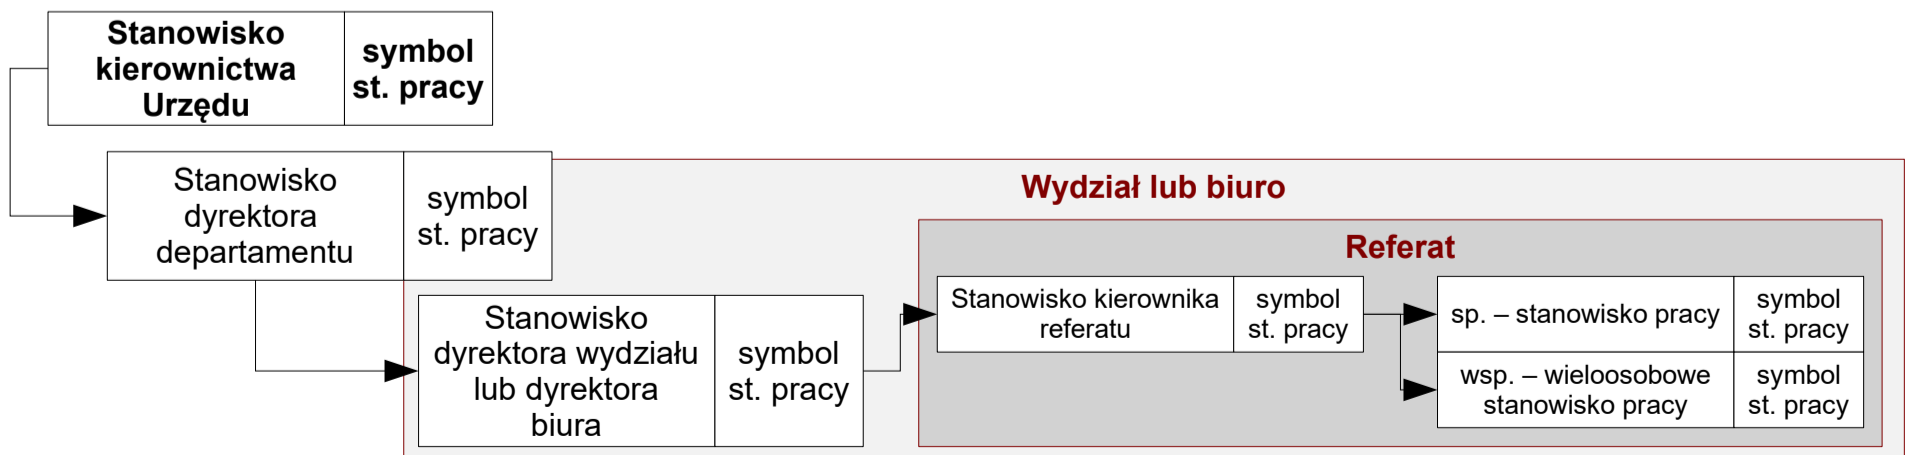 Stanowisko
kierownictwa
Urzędu
symbol
st. pracy
Stanowisko
dyrektora
departamentu
symbol
st. pracy
Wydział lub biuro
Referat
Stanowisko
dyrektora wydziału
lub dyrektora
biura
symbol
st. pracy
Stanowisko kierownika
referatu
symbol
st. pracy
sp. – stanowisko pracy
symbol
st. pracy
wsp. – wieloosobowe
stanowisko pracy
symbol
st. pracy